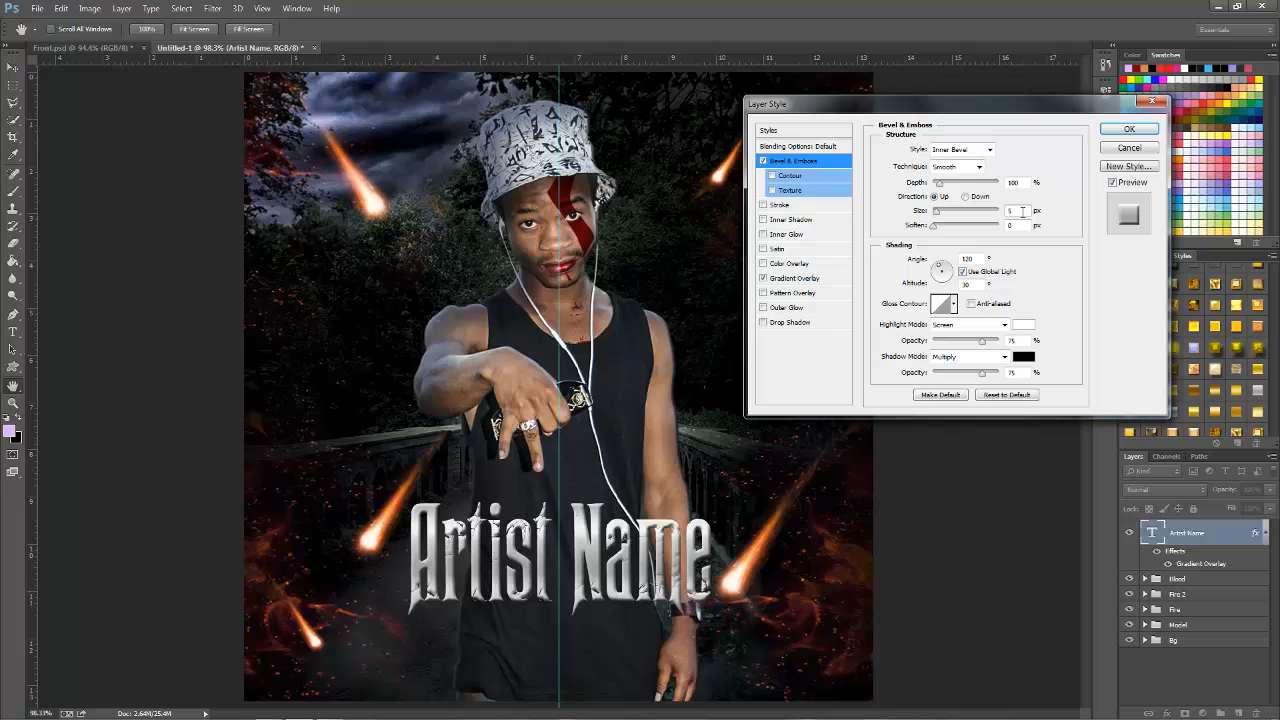 Ps File Edit Image Layer Type Select Filter 3D View Window Help
Scroll All Windows 100% Fit Screen Fill Screen Essentials
Front.psd @ 94.4% (RGB/8) * × Untitled-1 @ 98.3% (Artist Name, RGB/8) * ×
Color Swatches
Layer Style
Styles
Blending Options: Default
Bevel & Emboss
Contour
Texture
Stroke
Inner Shadow
Inner Glow
Satin
Color Overlay
Gradient Overlay
Pattern Overlay
Outer Glow
Drop Shadow
Bevel & Emboss
Structure
Style: Inner Bevel
Technique: Smooth
Depth: 100 %
Direction: Up Down
Size: 5 px
Soften: 0 px
Shading
Angle: 120 °
Use Global Light
Altitude: 30 °
Gloss Contour: Anti-aliased
Highlight Mode: Screen
Opacity: 75 %
Shadow Mode: Multiply
Opacity: 75 %
Make Default Reset to Default
OK
Cancel
New Style...
Preview
Styles
Artist Name
Layers Channels Paths
Kind
Normal Opacity:
Lock: Fill:
T Artist Name fx
Effects
Gradient Overlay
Blood
Fire 2
Fire
Model
Bg
98.33% Doc: 2.64M/25.4M